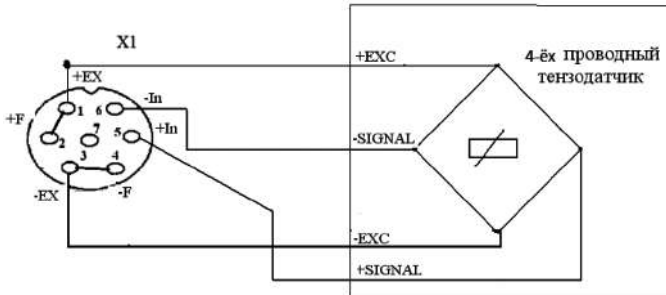 X1
+EXC
4-ёх проводный
тензодатчик
+EX
-In
+F
1
6
+In
7
5
2
-SIGNAL
3
4
-EX
-F
-EXC
+SIGNAL